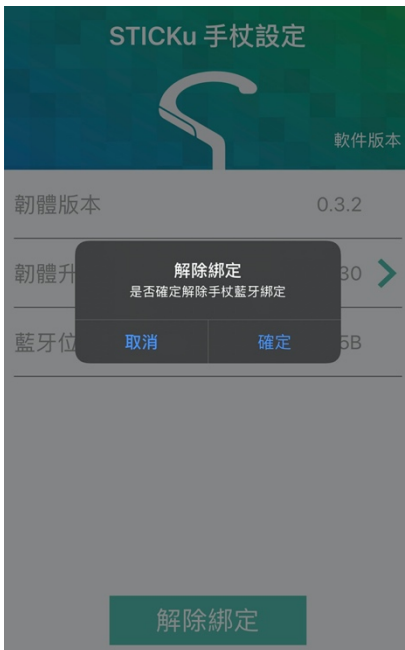 STICKu 手杖設定
軟件版本
韌體版本 0.3.2
解除綁定
是否確定解除手杖藍牙綁定
韌體升 30
取消 確定
藍牙位 6B
解除綁定